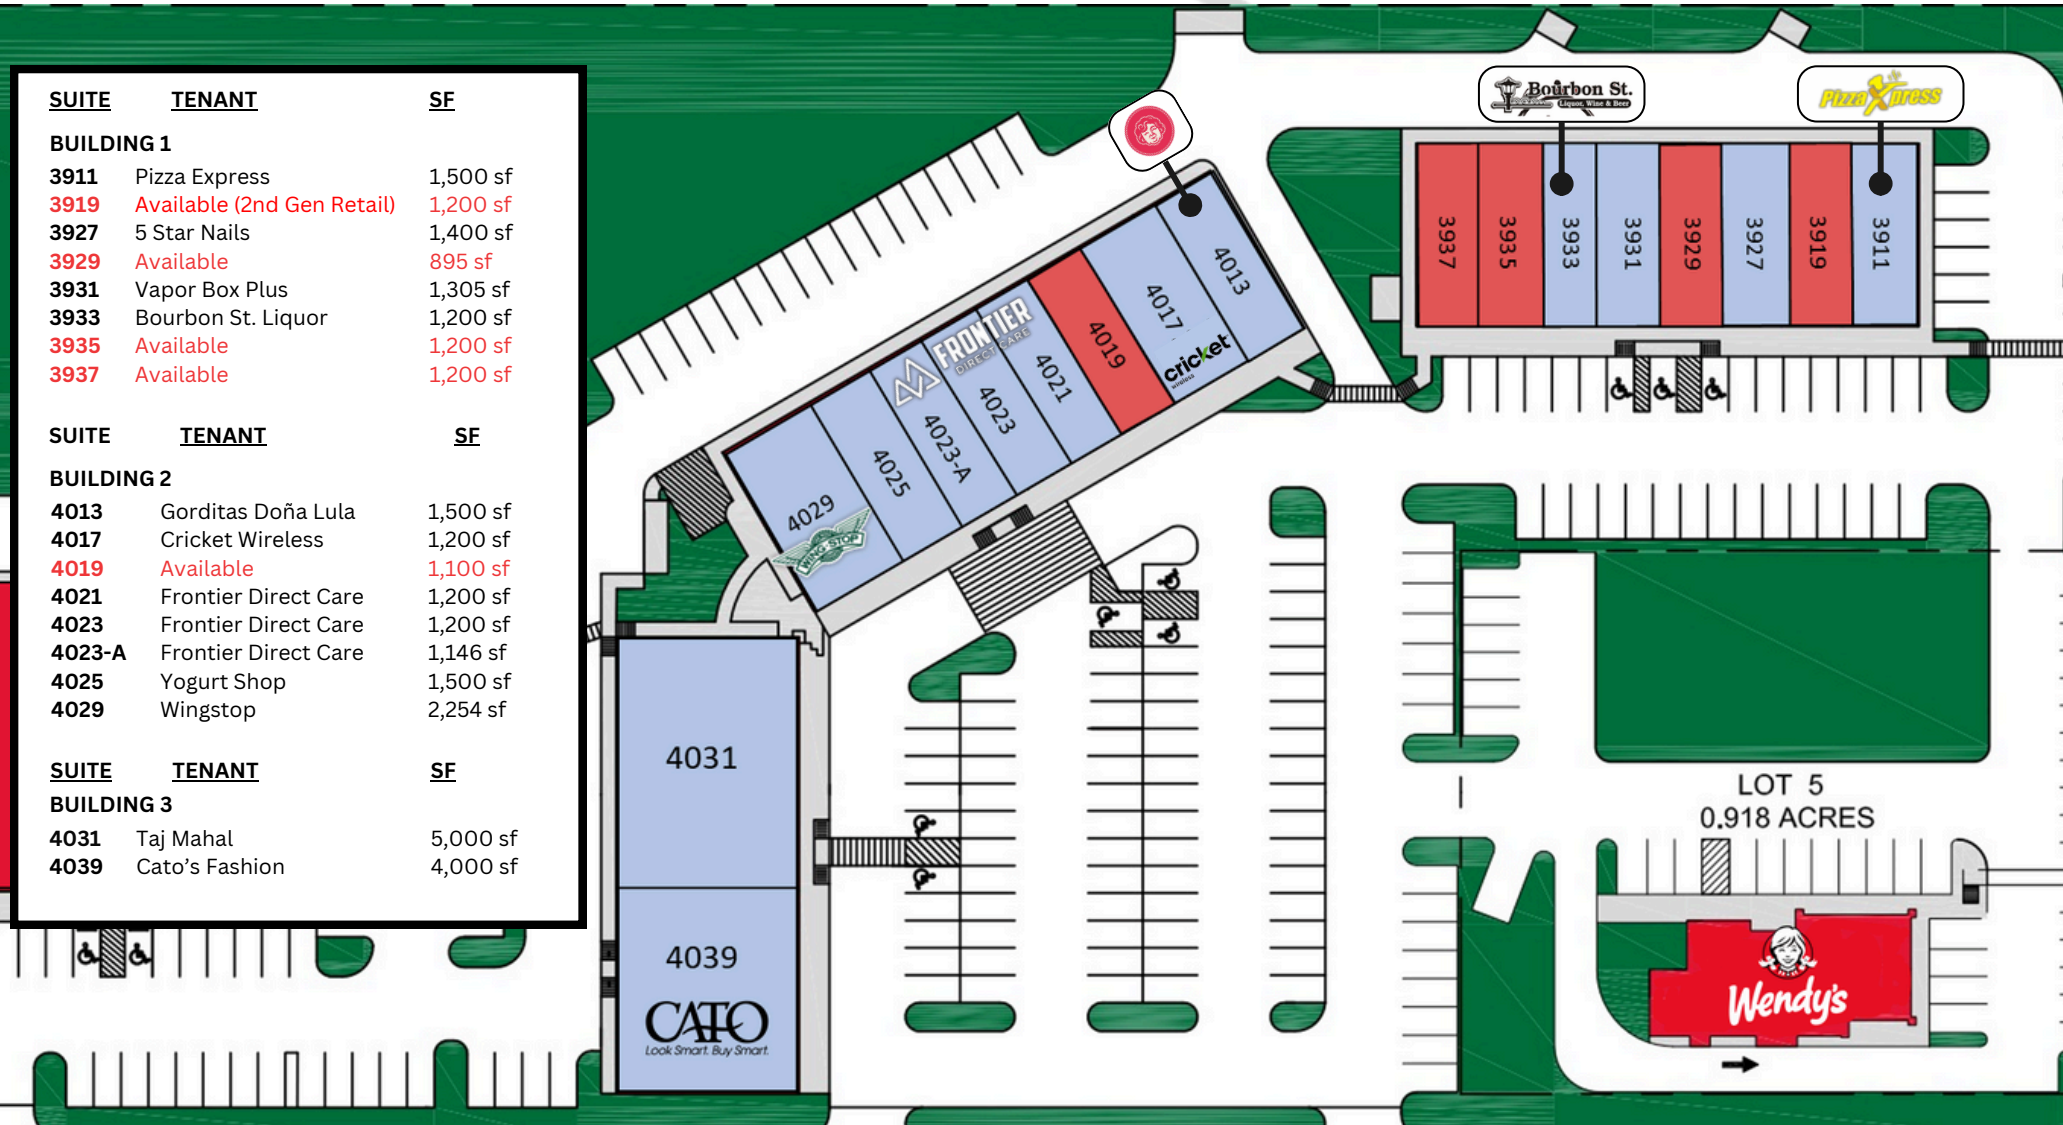 SUITE TENANT SF
BUILDING 1
3911 Pizza Express 1,500 sf
3919 Available (2nd Gen Retail) 1,200 sf
3927 5 Star Nails 1,400 sf
3929 Available 895 sf
3931 Vapor Box Plus 1,305 sf
3933 Bourbon St. Liquor 1,200 sf
3935 Available 1,200 sf
3937 Available 1,200 sf
SUITE TENANT SF
BUILDING 2
4013 Gorditas Doña Lula 1,500 sf
4017 Cricket Wireless 1,200 sf
4019 Available 1,100 sf
4021 Frontier Direct Care 1,200 sf
4023 Frontier Direct Care 1,200 sf
4023-A Frontier Direct Care 1,146 sf
4025 Yogurt Shop 1,500 sf
4029 Wingstop 2,254 sf
SUITE TENANT SF
BUILDING 3
4031 Taj Mahal 5,000 sf
4039 Cato’s Fashion 4,000 sf
Bourbon St.
Liquor, Wine & Beer
Pizza Xpress
3937
3935
3933
3931
3929
3927
3919
3911
4013
4017
cricket
wireless
4019
4021
FRONTIER
DIRECT CARE
4023
4023-A
4025
4029
WING STOP
4031
4039
CATO
Look Smart. Buy Smart.
LOT 5
0.918 ACRES
Wendy's